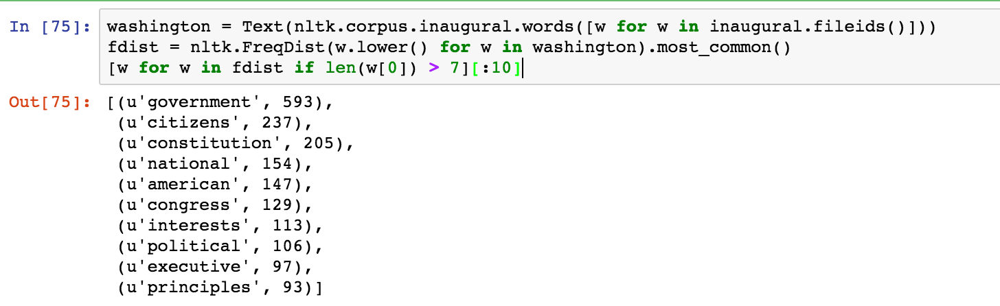 In [75]: washington = Text(nltk.corpus.inaugural.words([w for w in inaugural.fileids()]))
fdist = nltk.FreqDist(w.lower() for w in washington).most_common()
[w for w in fdist if len(w[0]) > 7][:10]
Out[75]: [(u'government', 593),
(u'citizens', 237),
(u'constitution', 205),
(u'national', 154),
(u'american', 147),
(u'congress', 129),
(u'interests', 113),
(u'political', 106),
(u'executive', 97),
(u'principles', 93)]